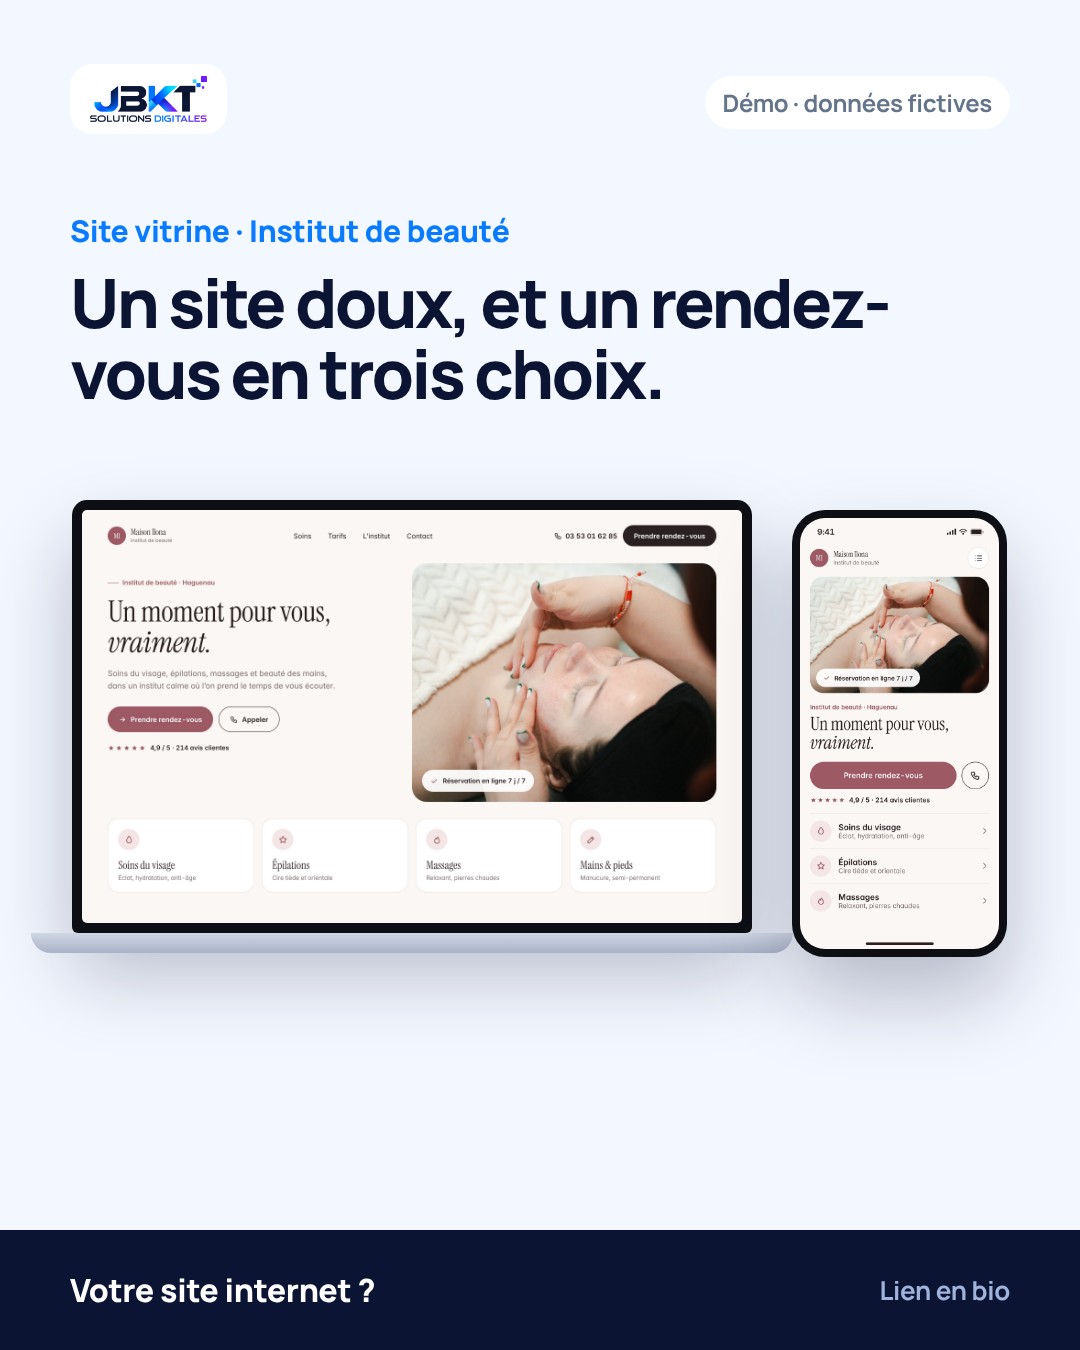 JBKT
SOLUTIONS DIGITALES
Démo · données fictives
Site vitrine · Institut de beauté
Un site doux, et un rendez-
vous en trois choix.
MI
Maison Ilona
Institut de beauté
Soins
Tarifs
L'institut
Contact
03 53 01 62 85
Prendre rendez-vous
Institut de beauté · Haguenau
Un moment pour vous,
vraiment.
Soins du visage, épilations, massages et beauté des mains,
dans un institut calme où l'on prend le temps de vous écouter.
Prendre rendez-vous
Appeler
★★★★★ 4,9 / 5 · 214 avis clientes
Réservation en ligne 7 j / 7
Soins du visage
Éclat, hydratation, anti-âge
Épilations
Cire tiède et orientale
Massages
Relaxant, pierres chaudes
Mains & pieds
Manucure, semi-permanent
9:41
MI
Maison Ilona
Institut de beauté
Réservation en ligne 7 j / 7
Institut de beauté · Haguenau
Un moment pour vous,
vraiment.
Prendre rendez-vous
★★★★★ 4,9 / 5 · 214 avis clientes
Soins du visage
Éclat, hydratation, anti-âge
Épilations
Cire tiède et orientale
Massages
Relaxant, pierres chaudes
Votre site internet ?
Lien en bio